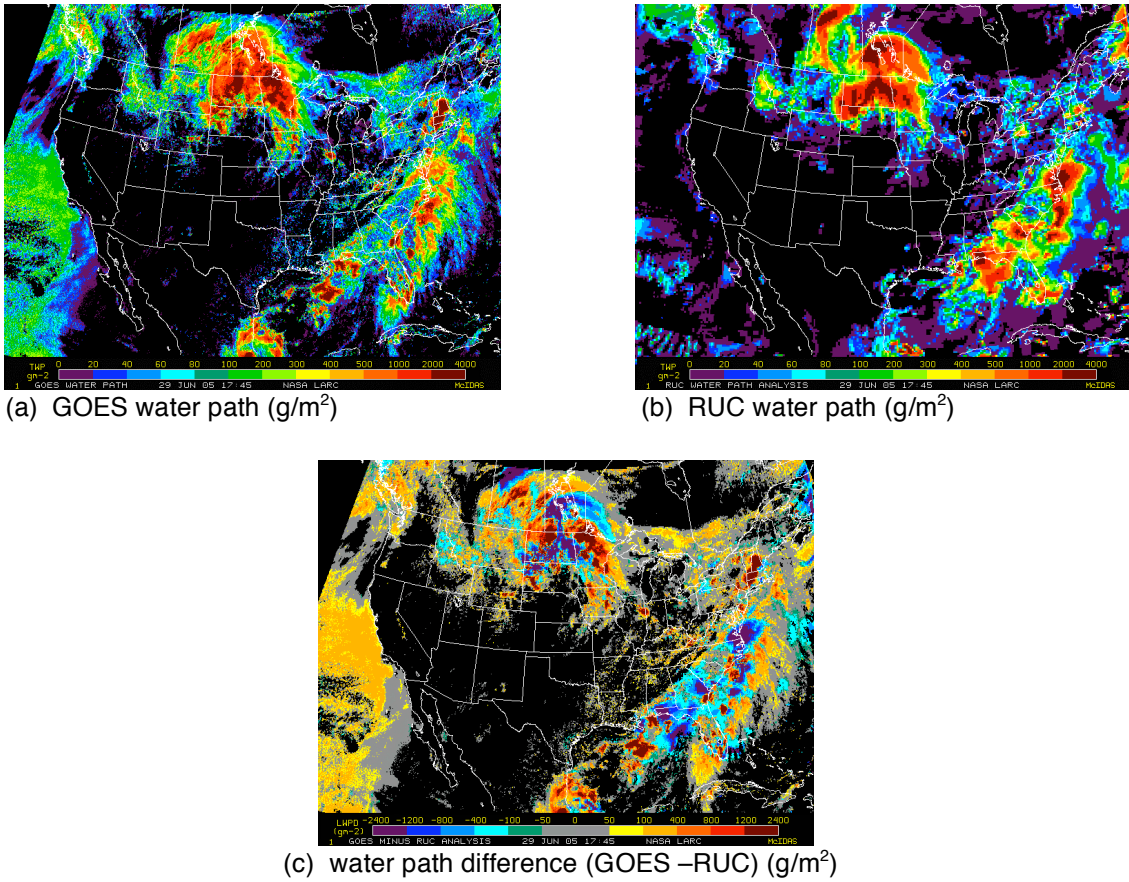 0 20 40 60 80 100 200 300 400 800 1200 2000 4000
TWP
gm-2
1 GOES WATER PATH 29 JUN 05 17:45 NASA LARC McIDAS
(a) GOES water path (g/m²)
0 20 40 60 80 100 200 300 400 500 1000 2000 4000
TWP
gm-2
1 RUC WATER PATH ANALYSIS 29 JUN 05 17:45 NASA LARC McIDAS
(b) RUC water path (g/m²)
LWPD -2400 -1200 -800 -400 -100 -50 0 50 100 400 800 1200 2400
(gm-2)
1 GOES MINUS RUC ANALYSIS 29 JUN 05 17:45 NASA LARC McIDAS
(c) water path difference (GOES –RUC) (g/m²)